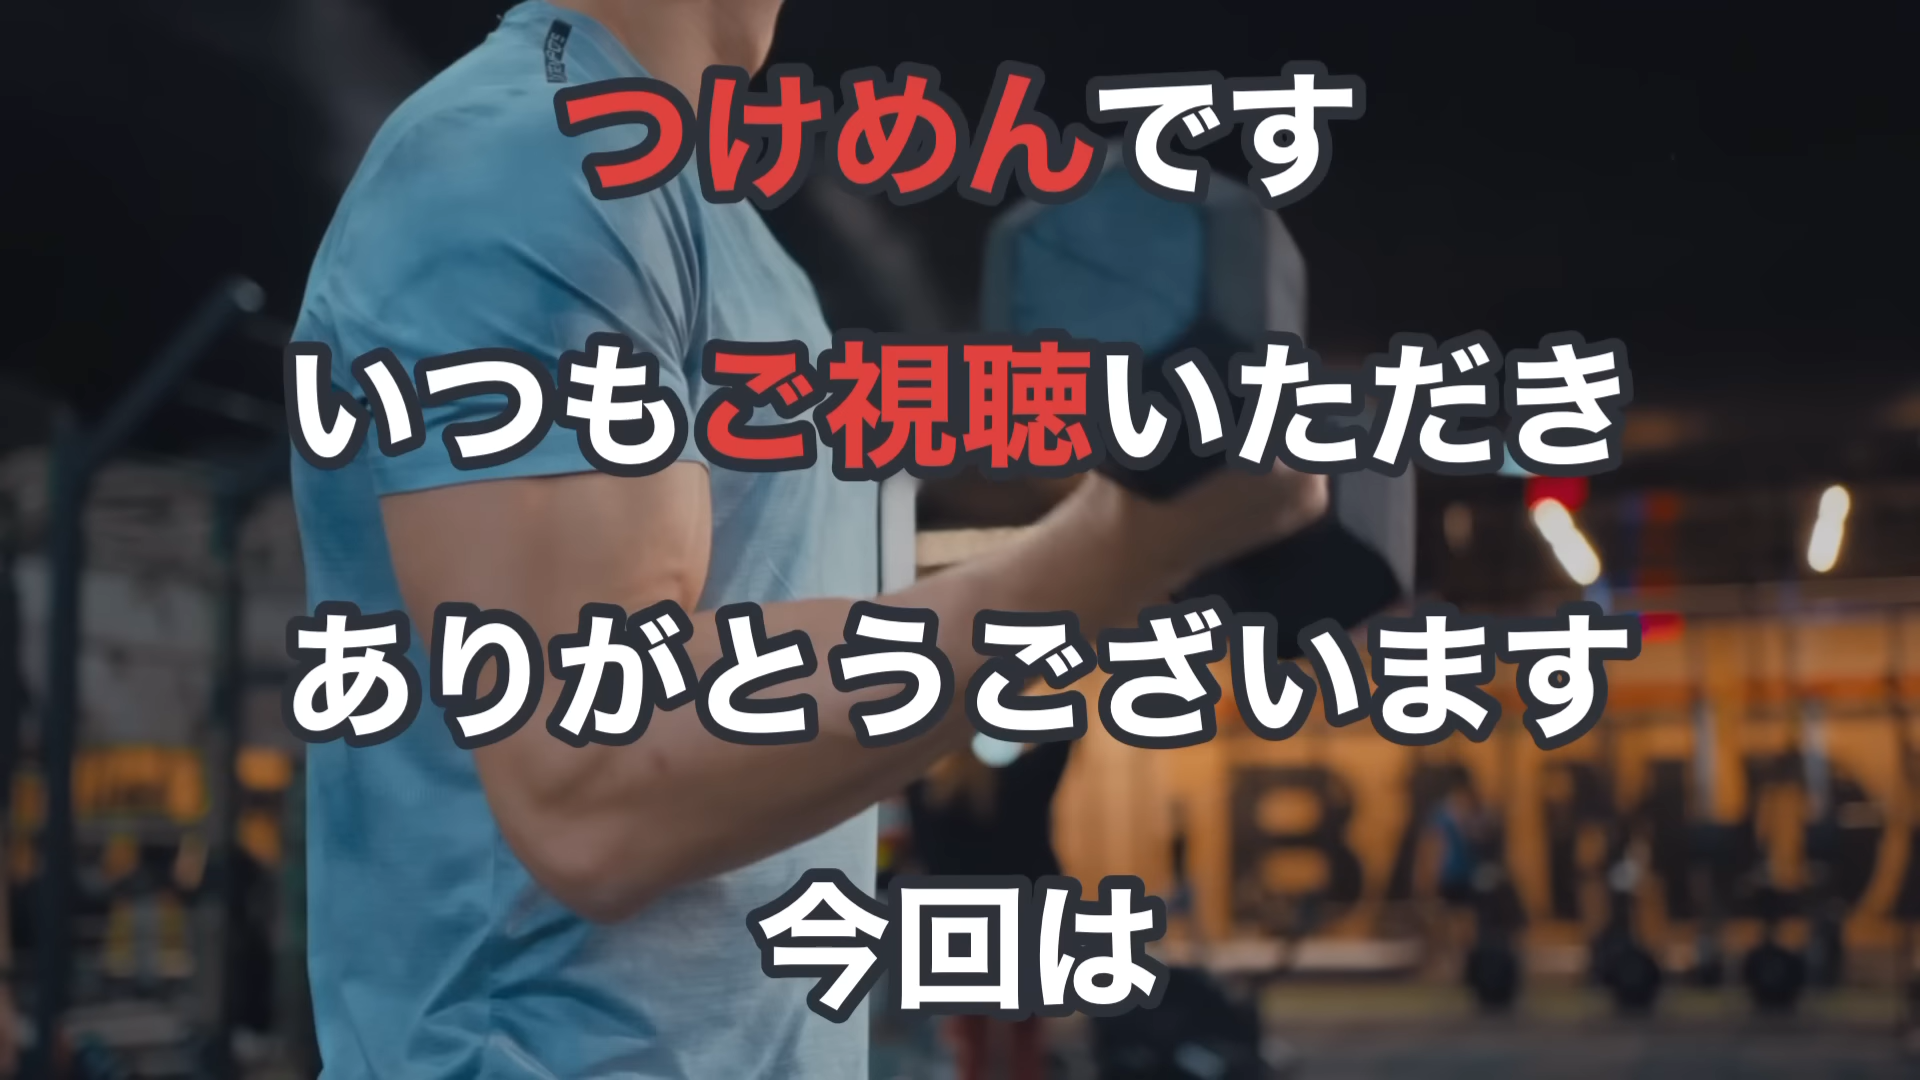 つけめんです
いつもご視聴いただき
ありがとうございます
今回は